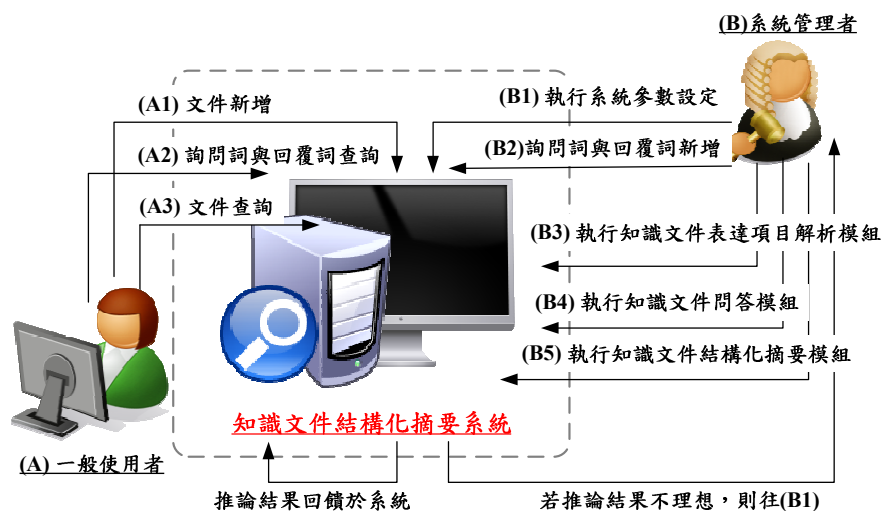 (B)系統管理者
(A1) 文件新增
(B1) 執行系統參數設定
(A2) 詢問詞與回覆詞查詢
(B2)詢問詞與回覆詞新增
(A3) 文件查詢
(B3) 執行知識文件表達項目解析模組
(B4) 執行知識文件問答模組
(B5) 執行知識文件結構化摘要模組
知識文件結構化摘要系統
(A) 一般使用者
推論結果回饋於系統
若推論結果不理想，則往(B1)